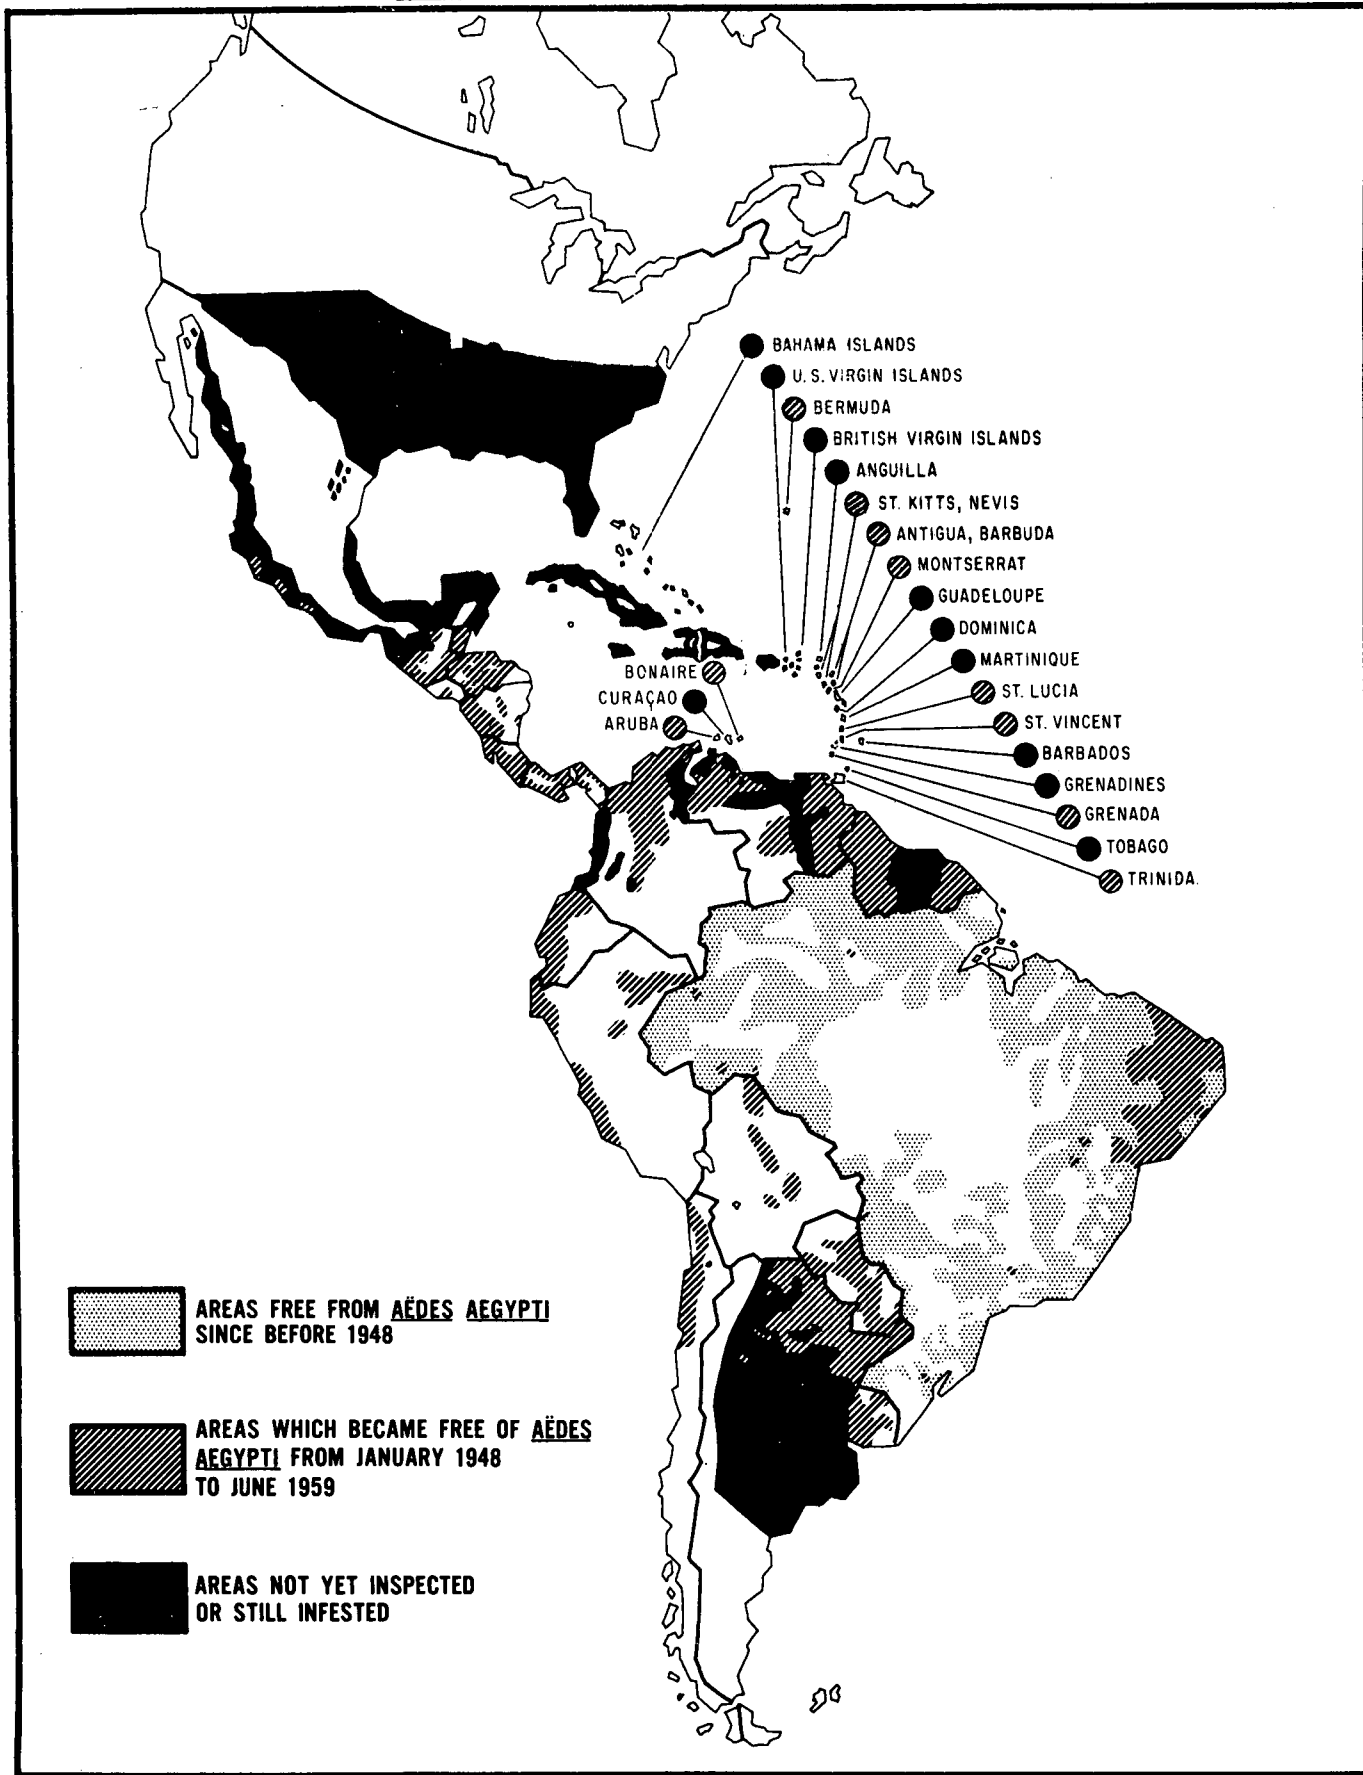 BAHAMA ISLANDS
U.S. VIRGIN ISLANDS
BERMUDA
BRITISH VIRGIN ISLANDS
ANGUILLA
ST. KITTS, NEVIS
ANTIGUA, BARBUDA
MONTSERRAT
GUADELOUPE
DOMINICA
MARTINIQUE
ST. LUCIA
ST. VINCENT
BARBADOS
GRENADINES
GRENADA
TOBAGO
TRINIDA.
BONAIRE
CURAÇAO
ARUBA
AREAS FREE FROM AËDES AEGYPTI
SINCE BEFORE 1948
AREAS WHICH BECAME FREE OF AËDES
AEGYPTI FROM JANUARY 1948
TO JUNE 1959
AREAS NOT YET INSPECTED
OR STILL INFESTED